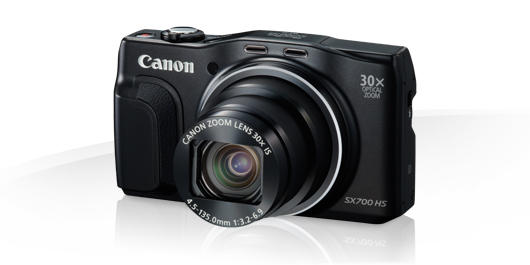 Canon
30x
OPTICAL
ZOOM
CANON ZOOM LENS 30x IS
4.5-135.0mm 1:3.2-6.9
SX700 HS